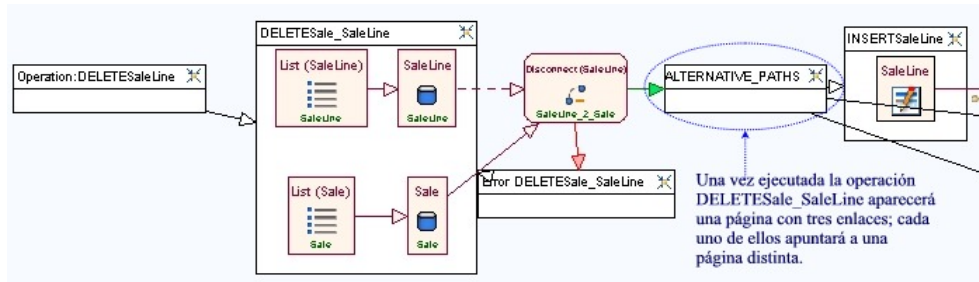 DELETESale_SaleLine
INSERTSaleLine
Operation:DELETESaleLine
List (SaleLine)
SaleLine
SaleLine
SaleLine
Disconnect (SaleLine)
SaleLine_2_Sale
ALTERNATIVE_PATHS
SaleLine
List (Sale)
Sale
Sale
Sale
Error DELETESale_SaleLine
Una vez ejecutada la operación
DELETESale_SaleLine aparecerá
una página con tres enlaces; cada
uno de ellos apuntará a una
página distinta.